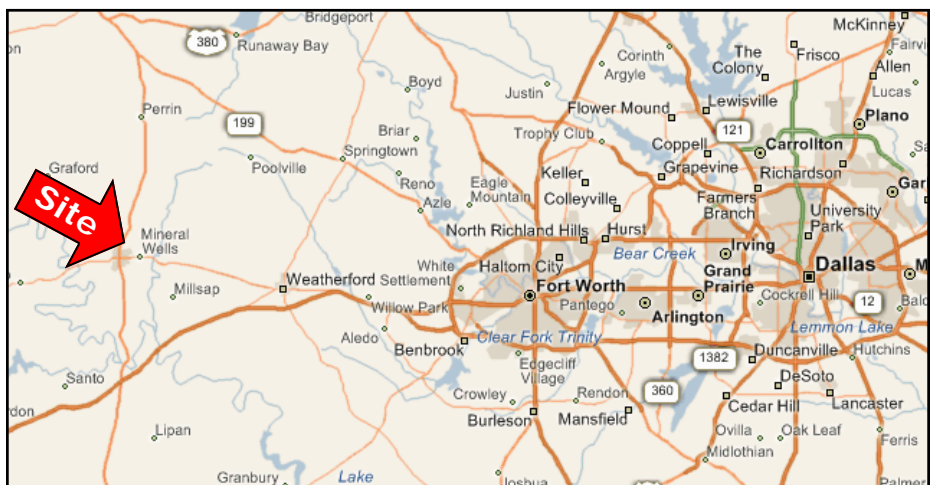 Bridgeport
McKinney
380
Runaway Bay
Corinth
The
Colony
Frisco
Argyle
Allen
Boyd
Justin
Lucas
Flower Mound
Lewisville
Perrin
199
121
Plano
Briar
Trophy Club
Coppell
Carrollton
Springtown
Poolville
Grapevine
Richardson
Graford
Reno
Eagle
Mountain
Keller
Colleyville
Farmers
Branch
Azle
University
Park
Site
Mineral
Wells
North Richland Hills
Hurst
Irving
Bear Creek
White
Settlement
Haltom City
Dallas
Weatherford
Millsap
Fort Worth
Grand
Prairie
Willow Park
Pantego
Cockrell Hill
12
Arlington
Lemmon Lake
Aledo
Clear Fork Trinity
Benbrook
1382
Duncanville
Hutchins
Edgecliff
Village
Santo
DeSoto
Crowley
Rendon
360
Cedar Hill
Lancaster
Burleson
Mansfield
Lipan
Ovilla
Oak Leaf
Ferris
Midlothian
Granbury
Lake